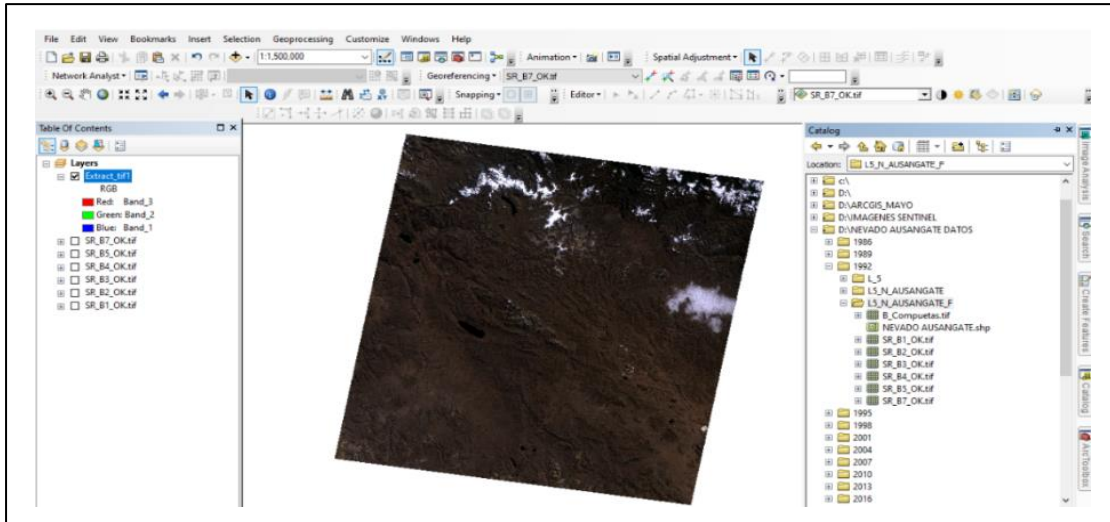 File Edit View Bookmarks Insert Selection Geoprocessing Customize Windows Help
1:1,500,000 Animation Spatial Adjustment
Network Analyst Georeferencing SR_B7_OK.tif
Snapping Editor SR_B7_OK.tif
Table Of Contents
Layers
Extract_tif1
RGB
Red: Band_3
Green: Band_2
Blue: Band_1
SR_B7_OK.tif
SR_B5_OK.tif
SR_B4_OK.tif
SR_B3_OK.tif
SR_B2_OK.tif
SR_B1_OK.tif
Catalog
Location: L5_N_AUSANGATE_F
c:\
D:\
D:\ARCGIS_MAYO
D:\IMAGENES SENTINEL
D:\NEVADO AUSANGATE DATOS
1986
1989
1992
L_5
L5_N_AUSANGATE
L5_N_AUSANGATE_F
B_Compuetas.tif
NEVADO AUSANGATE.shp
SR_B1_OK.tif
SR_B2_OK.tif
SR_B3_OK.tif
SR_B4_OK.tif
SR_B5_OK.tif
SR_B7_OK.tif
1995
1998
2001
2004
2007
2010
2013
2016
Image Analysis
Search
Create Features
Catalog
ArcToolbox